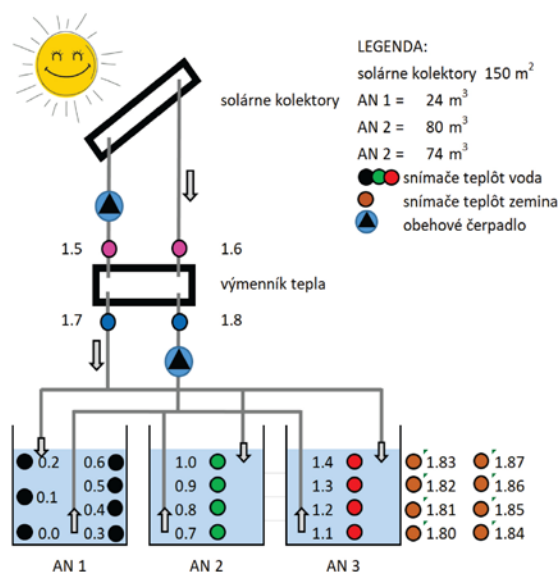 LEGENDA:
solárne kolektory 150 m²
AN 1 = 24 m³
AN 2 = 80 m³
AN 2 = 74 m³
snímače teplôt voda
snímače teplôt zemina
obehové čerpadlo
solárne kolektory
1.5 1.6
výmenník tepla
1.7 1.8
0.2 0.6 1.0 1.4 1.83 1.87
0.1 0.5 0.9 1.3 1.82 1.86
0.4 0.8 1.2 1.81 1.85
0.0 0.3 0.7 1.1 1.80 1.84
AN 1 AN 2 AN 3